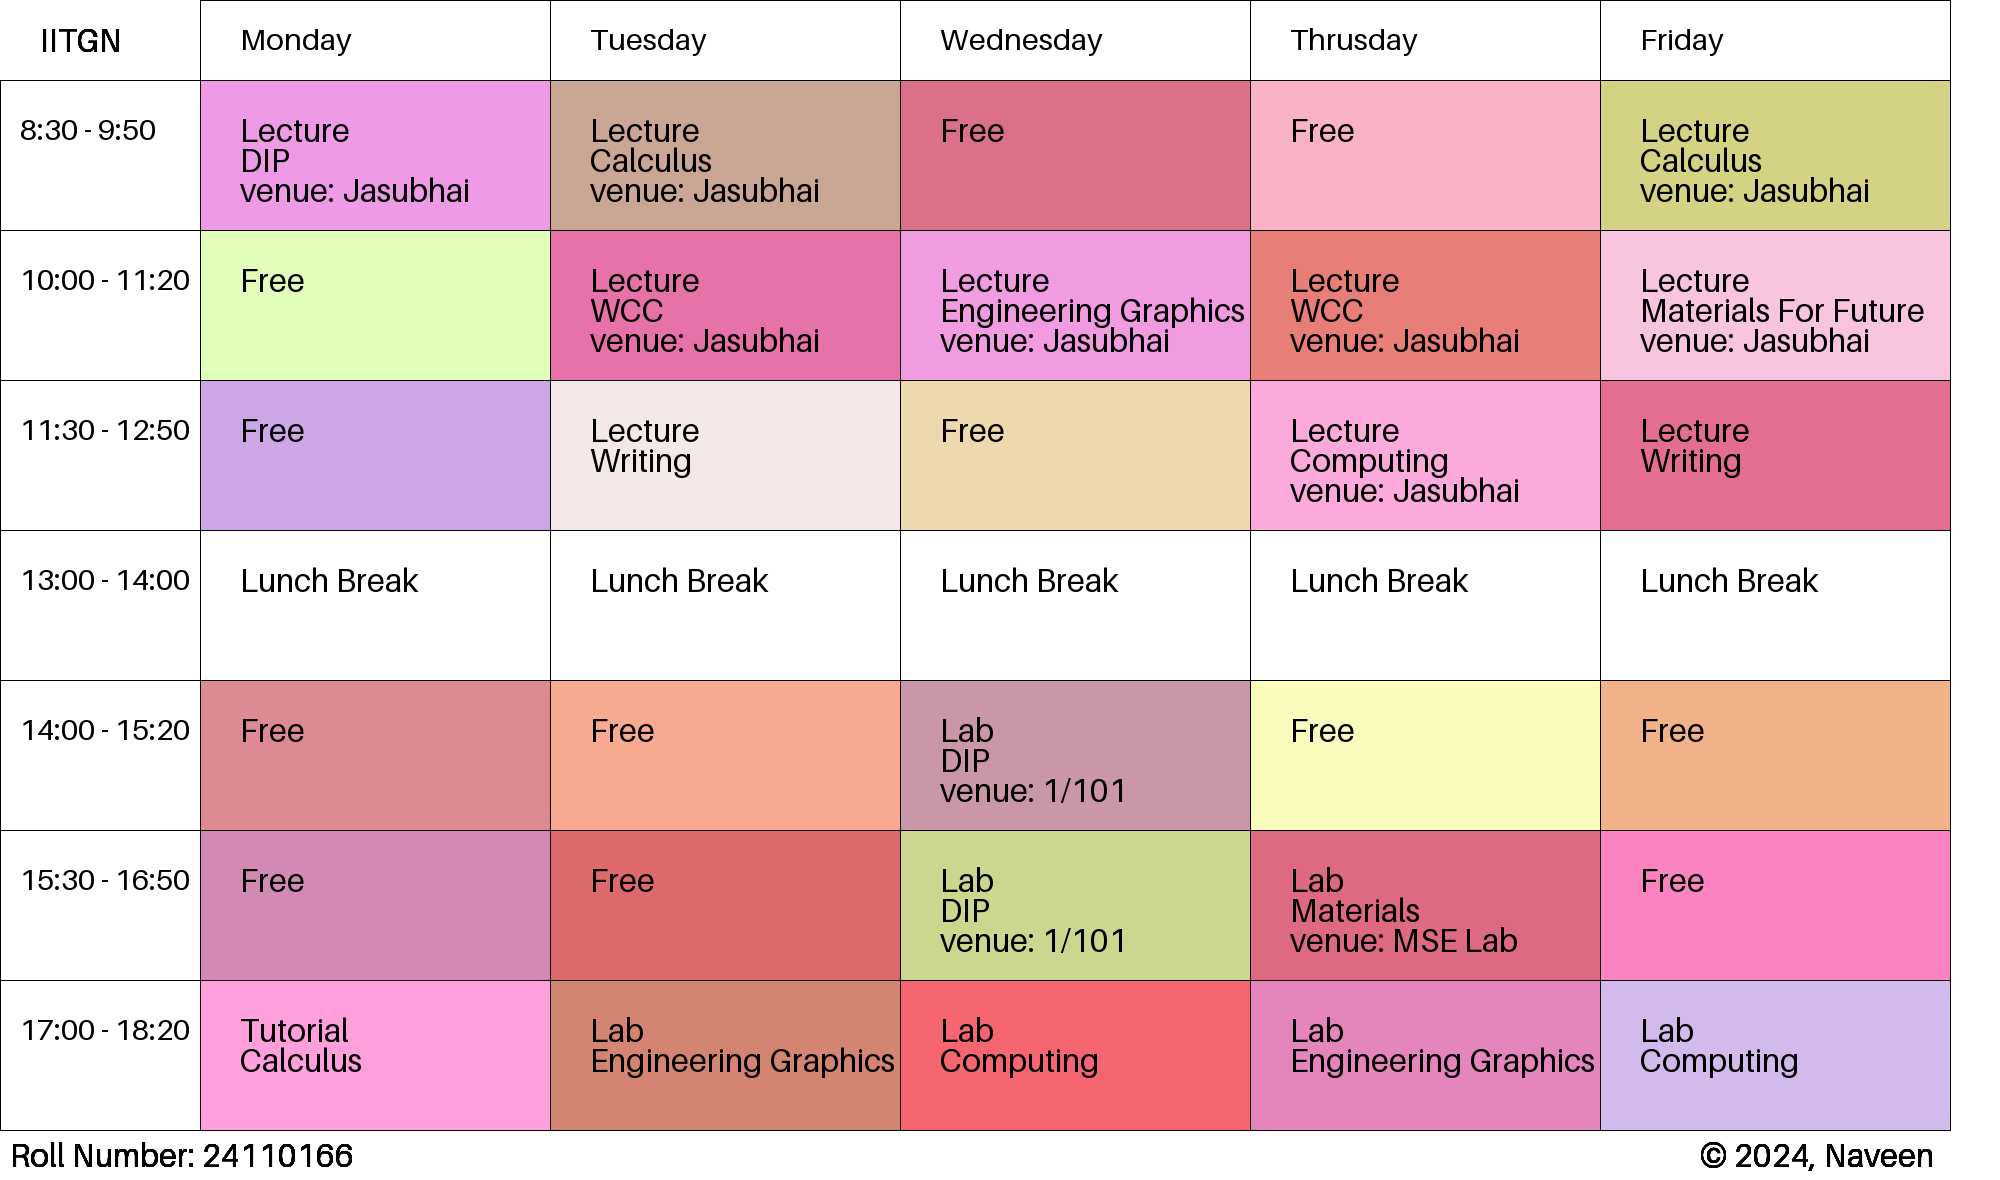 IITGN
Monday
Tuesday
Wednesday
Thrusday
Friday
8:30 - 9:50
Lecture
DIP
venue: Jasubhai
Lecture
Calculus
venue: Jasubhai
Free
Free
Lecture
Calculus
venue: Jasubhai
10:00 - 11:20
Free
Lecture
WCC
venue: Jasubhai
Lecture
Engineering Graphics
venue: Jasubhai
Lecture
WCC
venue: Jasubhai
Lecture
Materials For Future
venue: Jasubhai
11:30 - 12:50
Free
Lecture
Writing
Free
Lecture
Computing
venue: Jasubhai
Lecture
Writing
13:00 - 14:00
Lunch Break
Lunch Break
Lunch Break
Lunch Break
Lunch Break
14:00 - 15:20
Free
Free
Lab
DIP
venue: 1/101
Free
Free
15:30 - 16:50
Free
Free
Lab
DIP
venue: 1/101
Lab
Materials
venue: MSE Lab
Free
17:00 - 18:20
Tutorial
Calculus
Lab
Engineering Graphics
Lab
Computing
Lab
Engineering Graphics
Lab
Computing
Roll Number: 24110166
© 2024, Naveen